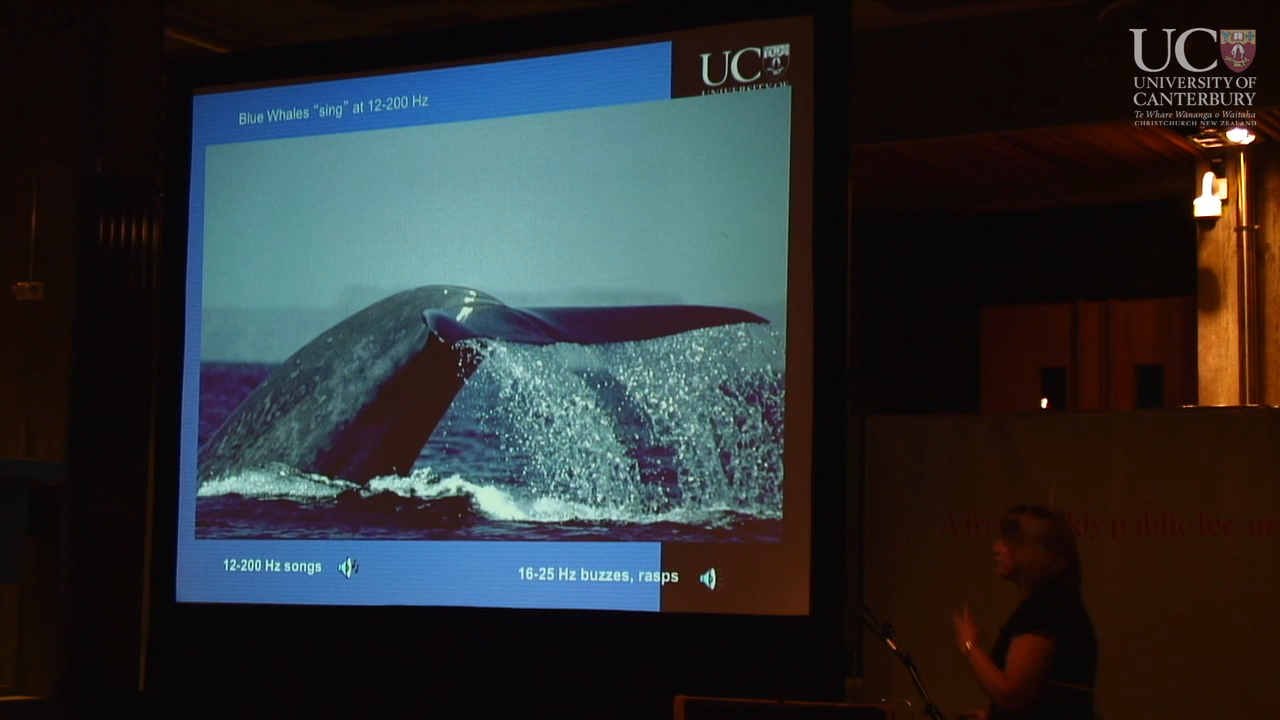 Blue Whales “sing” at 12-200 Hz
UC
12-200 Hz songs
16-25 Hz buzzes, rasps
UC
UNIVERSITY OF
CANTERBURY
Te Whare Wānanga o Waitaha
CHRISTCHURCH NEW ZEALAND